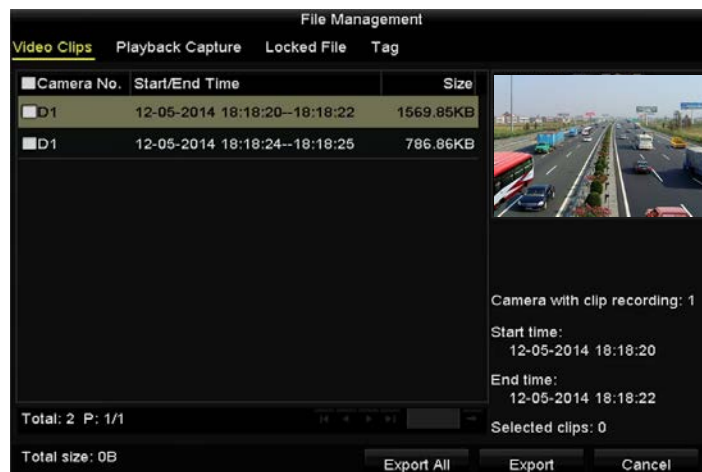 File Management
Video Clips Playback Capture Locked File Tag
Camera No. Start/End Time Size
D1 12-05-2014 18:18:20--18:18:22 1569.85KB
D1 12-05-2014 18:18:24--18:18:25 786.86KB
Camera with clip recording: 1
Start time:
12-05-2014 18:18:20
End time:
12-05-2014 18:18:22
Selected clips: 0
Total: 2 P: 1/1
Total size: 0B
Export All Export Cancel